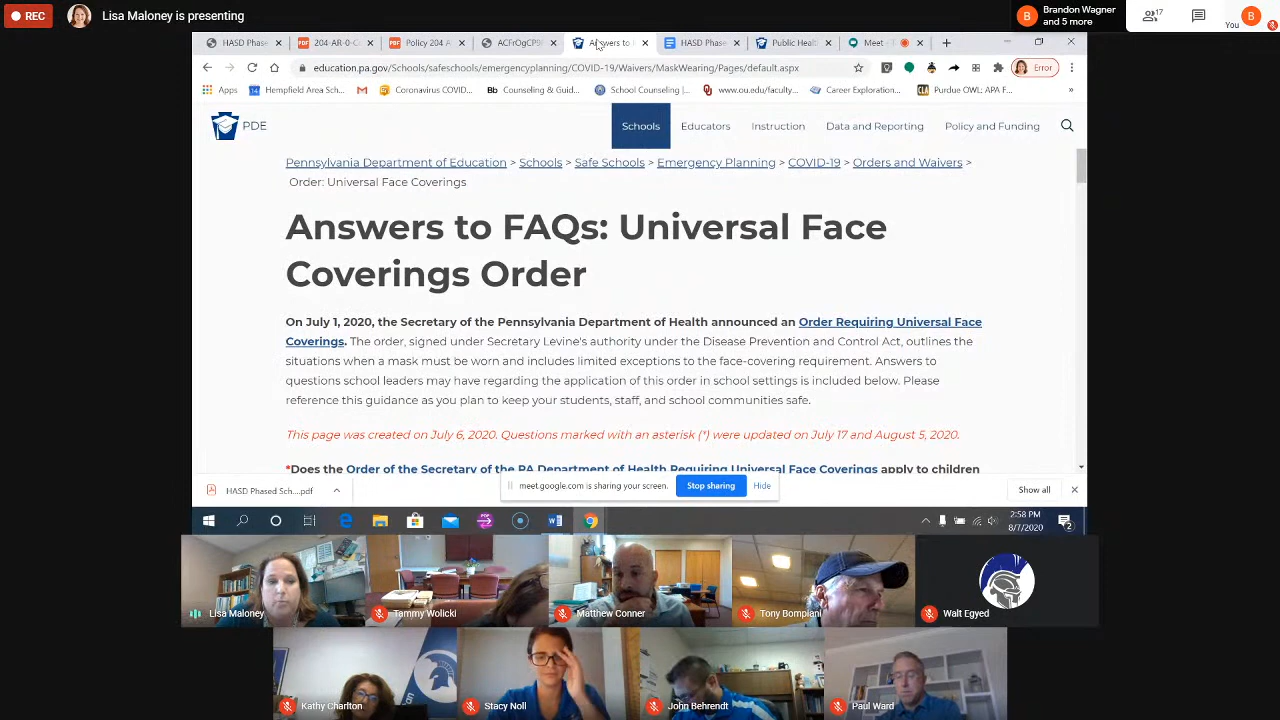 REC
Lisa Maloney is presenting
Brandon Wagner
and 5 more
17
B
B
You
HASD Phase
204-AR-0-C
Policy 204 A
ACFrOgCP9
Answers to
HASD Phase
Public Health
Meet -
education.pa.gov/Schools/safeschools/emergencyplanning/COVID-19/Waivers/MaskWearing/Pages/default.aspx
Error
Apps
Hempfield Area Sch...
Coronavirus COVID...
Bb Counseling & Guid...
School Counseling |...
www.ou.edu/faculty...
Career Exploration...
Purdue OWL; APA F...
»
PDE
Schools
Educators
Instruction
Data and Reporting
Policy and Funding
Pennsylvania Department of Education > Schools > Safe Schools > Emergency Planning > COVID-19 > Orders and Waivers >
Order: Universal Face Coverings
Answers to FAQs: Universal Face
Coverings Order
On July 1, 2020, the Secretary of the Pennsylvania Department of Health announced an Order Requiring Universal Face
Coverings. The order, signed under Secretary Levine's authority under the Disease Prevention and Control Act, outlines the
situations when a mask must be worn and includes limited exceptions to the face-covering requirement. Answers to
questions school leaders may have regarding the application of this order in school settings is included below. Please
reference this guidance as you plan to keep your students, staff, and school communities safe.
This page was created on July 6, 2020. Questions marked with an asterisk (*) were updated on July 17 and August 5, 2020.
*Does the Order of the Secretary of the PA Department of Health Requiring Universal Face Coverings apply to children
HASD Phased Sch....pdf
meet.google.com is sharing your screen.
Stop sharing
Hide
Show all
2:58 PM
8/7/2020
2
Lisa Maloney
Tammy Wolicki
Matthew Conner
Tony Bompiani
Walt Egyed
Kathy Charlton
Stacy Noll
John Behrendt
Paul Ward